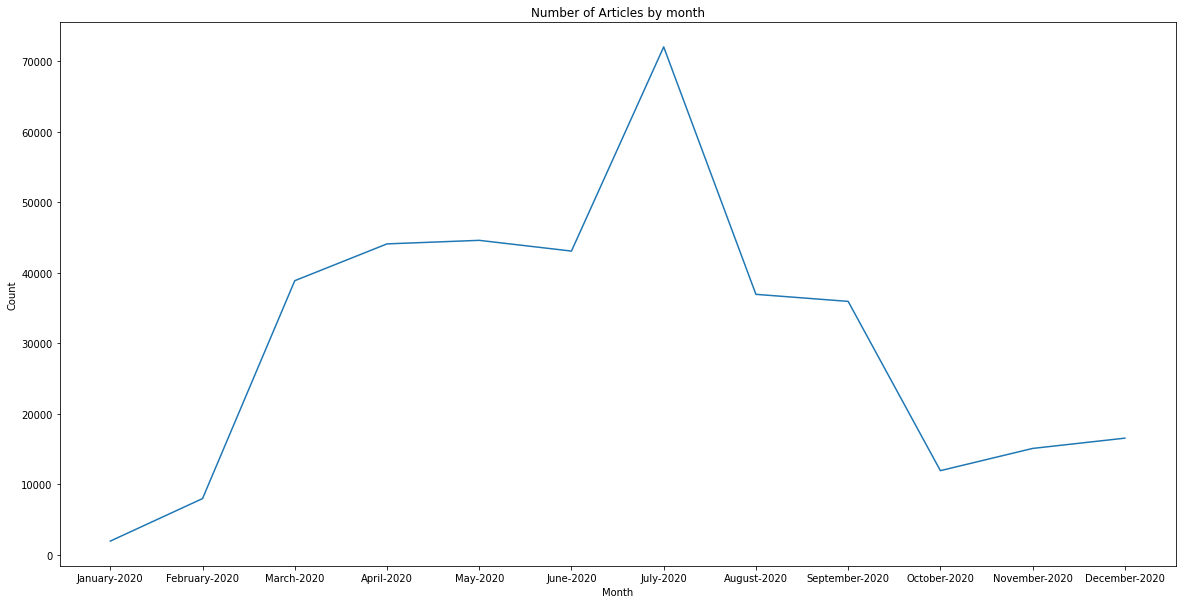 Number of Articles by month
70000
60000
50000
40000
30000
20000
10000
0
Count
January-2020 February-2020 March-2020 April-2020 May-2020 June-2020 July-2020 August-2020 September-2020 October-2020 November-2020 December-2020
Month